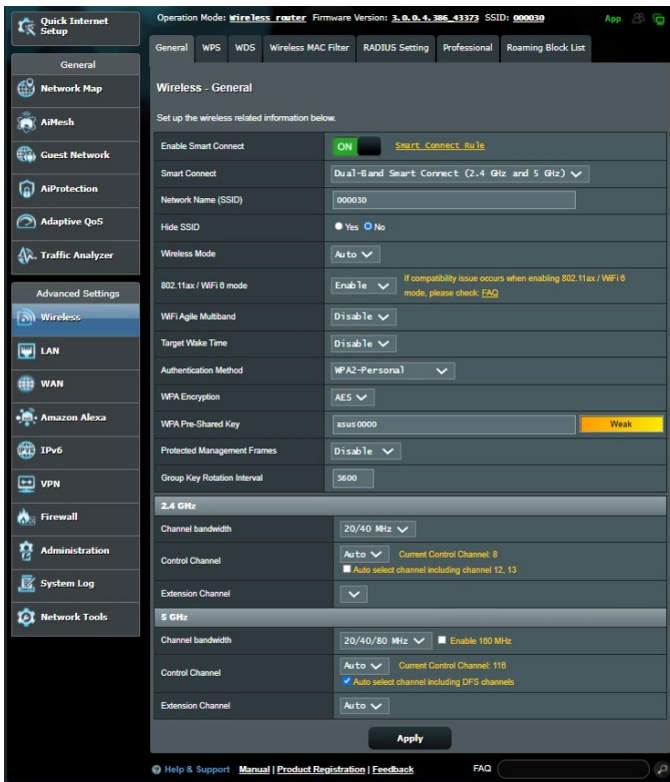 Quick Internet
Setup
General
Network Map
AiMesh
Guest Network
AiProtection
Adaptive QoS
Traffic Analyzer
Advanced Settings
Wireless
LAN
WAN
Amazon Alexa
IPv6
VPN
Firewall
Administration
System Log
Network Tools
Operation Mode: Wireless router Firmware Version: 3.0.0.4.386_43373 SSID: 000030 App
General WPS WDS Wireless MAC Filter RADIUS Setting Professional Roaming Block List
Wireless - General
Set up the wireless related information below.
Enable Smart Connect ON Smart Connect Rule
Smart Connect Dual-Band Smart Connect (2.4 GHz and 5 GHz)
Network Name (SSID) 000030
Hide SSID Yes No
Wireless Mode Auto
802.11ax / WiFi 6 mode Enable If compatibility issue occurs when enabling 802.11ax / WiFi 6
mode, please check: FAQ
WiFi Agile Multiband Disable
Target Wake Time Disable
Authentication Method WPA2-Personal
WPA Encryption AES
WPA Pre-Shared Key asus0000 Weak
Protected Management Frames Disable
Group Key Rotation Interval 3600
2.4 GHz
Channel bandwidth 20/40 MHz
Control Channel Auto Current Control Channel: 8
Auto select channel including channel 12, 13
Extension Channel
5 GHz
Channel bandwidth 20/40/80 MHz Enable 160 MHz
Control Channel Auto Current Control Channel: 116
Auto select channel including DFS channels
Extension Channel Auto
Apply
Help & Support Manual | Product Registration | Feedback FAQ